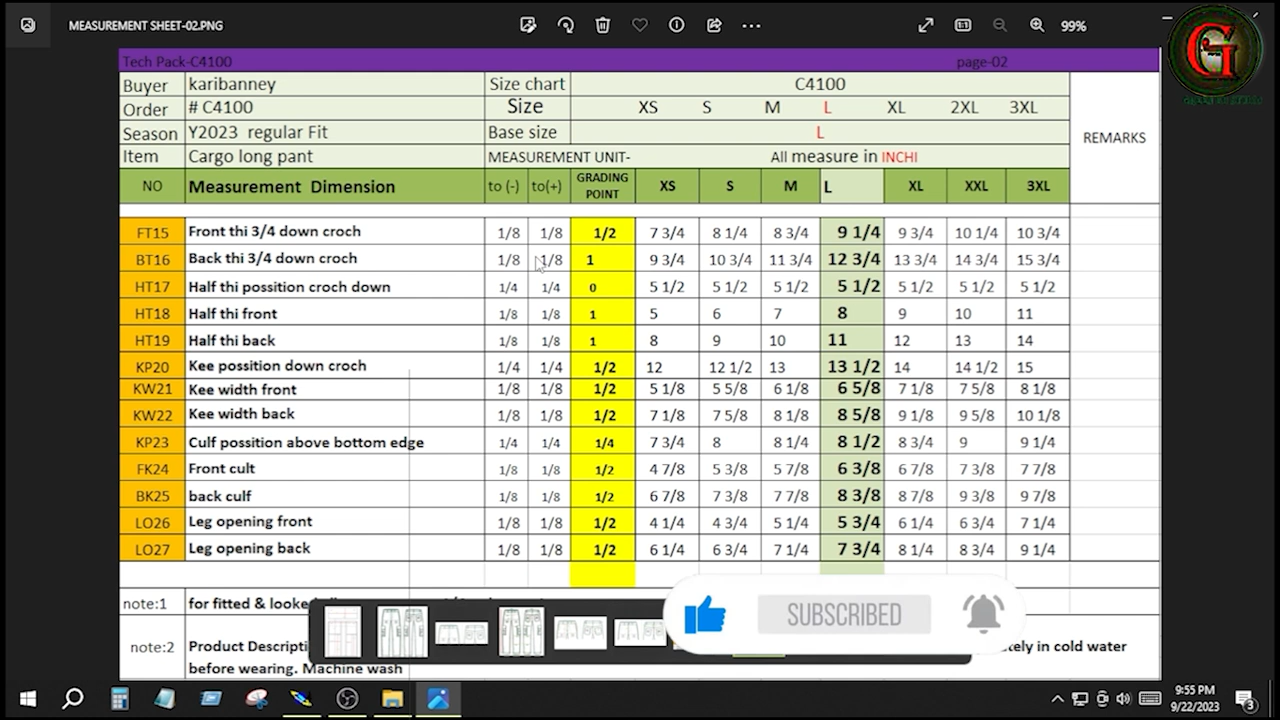 MEASUREMENT SHEET-02.PNG
99%
G
Tech Pack-C4100 page-02
Buyer karibanney Size chart C4100
Order # C4100 Size XS S M L XL 2XL 3XL
Season Y2023 regular Fit Base size L
REMARKS
Item Cargo long pant MEASUREMENT UNIT- All measure in INCHI
NO Measurement Dimension to (-) to(+) GRADING POINT XS S M L XL XXL 3XL
FT15 Front thi 3/4 down croch 1/8 1/8 1/2 7 3/4 8 1/4 8 3/4 9 1/4 9 3/4 10 1/4 10 3/4
BT16 Back thi 3/4 down croch 1/8 1/8 1 9 3/4 10 3/4 11 3/4 12 3/4 13 3/4 14 3/4 15 3/4
HT17 Half thi possition croch down 1/4 1/4 0 5 1/2 5 1/2 5 1/2 5 1/2 5 1/2 5 1/2 5 1/2
HT18 Half thi front 1/8 1/8 1 5 6 7 8 9 10 11
HT19 Half thi back 1/8 1/8 1 8 9 10 11 12 13 14
KP20 Kee possition down croch 1/4 1/4 1/2 12 12 1/2 13 13 1/2 14 14 1/2 15
KW21 Kee width front 1/8 1/8 1/2 5 1/8 5 5/8 6 1/8 6 5/8 7 1/8 7 5/8 8 1/8
KW22 Kee width back 1/8 1/8 1/2 7 1/8 7 5/8 8 1/8 8 5/8 9 1/8 9 5/8 10 1/8
KP23 Culf possition above bottom edge 1/4 1/4 1/4 7 3/4 8 8 1/4 8 1/2 8 3/4 9 9 1/4
FK24 Front cult 1/8 1/8 1/2 4 7/8 5 3/8 5 7/8 6 3/8 6 7/8 7 3/8 7 7/8
BK25 back culf 1/8 1/8 1/2 6 7/8 7 3/8 7 7/8 8 3/8 8 7/8 9 3/8 9 7/8
LO26 Leg opening front 1/8 1/8 1/2 4 1/4 4 3/4 5 1/4 5 3/4 6 1/4 6 3/4 7 1/4
LO27 Leg opening back 1/8 1/8 1/2 6 1/4 6 3/4 7 1/4 7 3/4 8 1/4 8 3/4 9 1/4
note:1 for fitted & looke
SUBSCRIBED
note:2 Product Descripti in cold water
before wearing. Machine wash
9:55 PM
9/22/2023
3